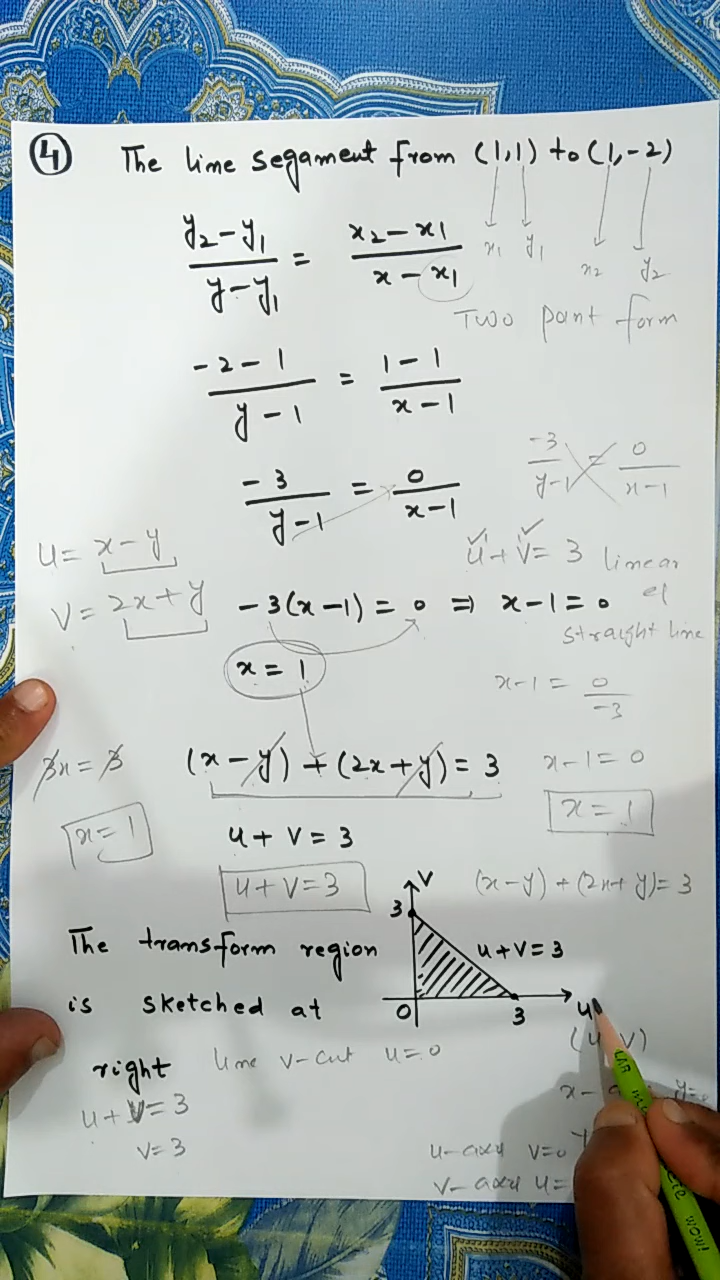 ④ The line segament from (1,1) to (1,-2)
x1 y1 x2 y2
y2-y1 / y-y1 = x2-x1 / x-x1
Two point form
-2-1 / y-1 = 1-1 / x-1
-3 / y-1 = 0 / x-1
-3 / y-1 = 0 / x-1
u = x-y
v = 2x+y
u+v=3 linear
straight line
-3(x-1) = 0 ⇒ x-1=0
x = 1
x-1 = 0 / -3
3x = 3
(x-y) + (2x+y) = 3
x-1=0
x=1
x=1
u+v=3
u+v=3
(x-y)+(2x+y)=3
The transform region
is sketched at
right
v
3
u+v=3
0
3
u
line v-cut u=0
u+v=3
v=3
(u v)
u-axis v=0
v-axis u=
LAR